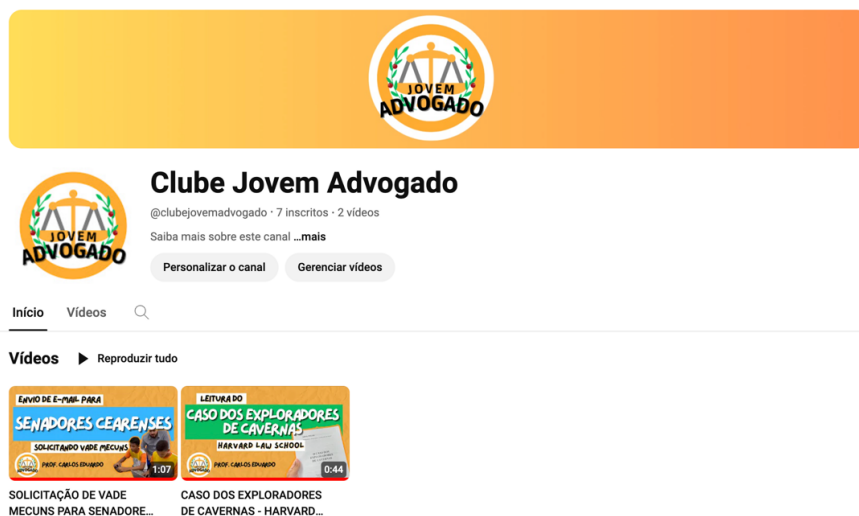 JOVEM
ADVOGADO
JOVEM
ADVOGADO
Clube Jovem Advogado
@clubejovemadvogado · 7 inscritos · 2 vídeos
Saiba mais sobre este canal ...mais
Personalizar o canal
Gerenciar vídeos
Início
Vídeos
Vídeos
Reproduzir tudo
ENVIO DE E-MAIL PARA
SENADORES CEARENSES
SOLICITANDO VADE MECUNS
PROF. CARLOS EDUARDO
1:07
LEITURA DO
CASO DOS EXPLORADORES
DE CAVERNAS
HARVARD LAW SCHOOL
PROF. CARLOS EDUARDO
0:44
SOLICITAÇÃO DE VADE
MECUNS PARA SENADORE...
CASO DOS EXPLORADORES
DE CAVERNAS - HARVARD...